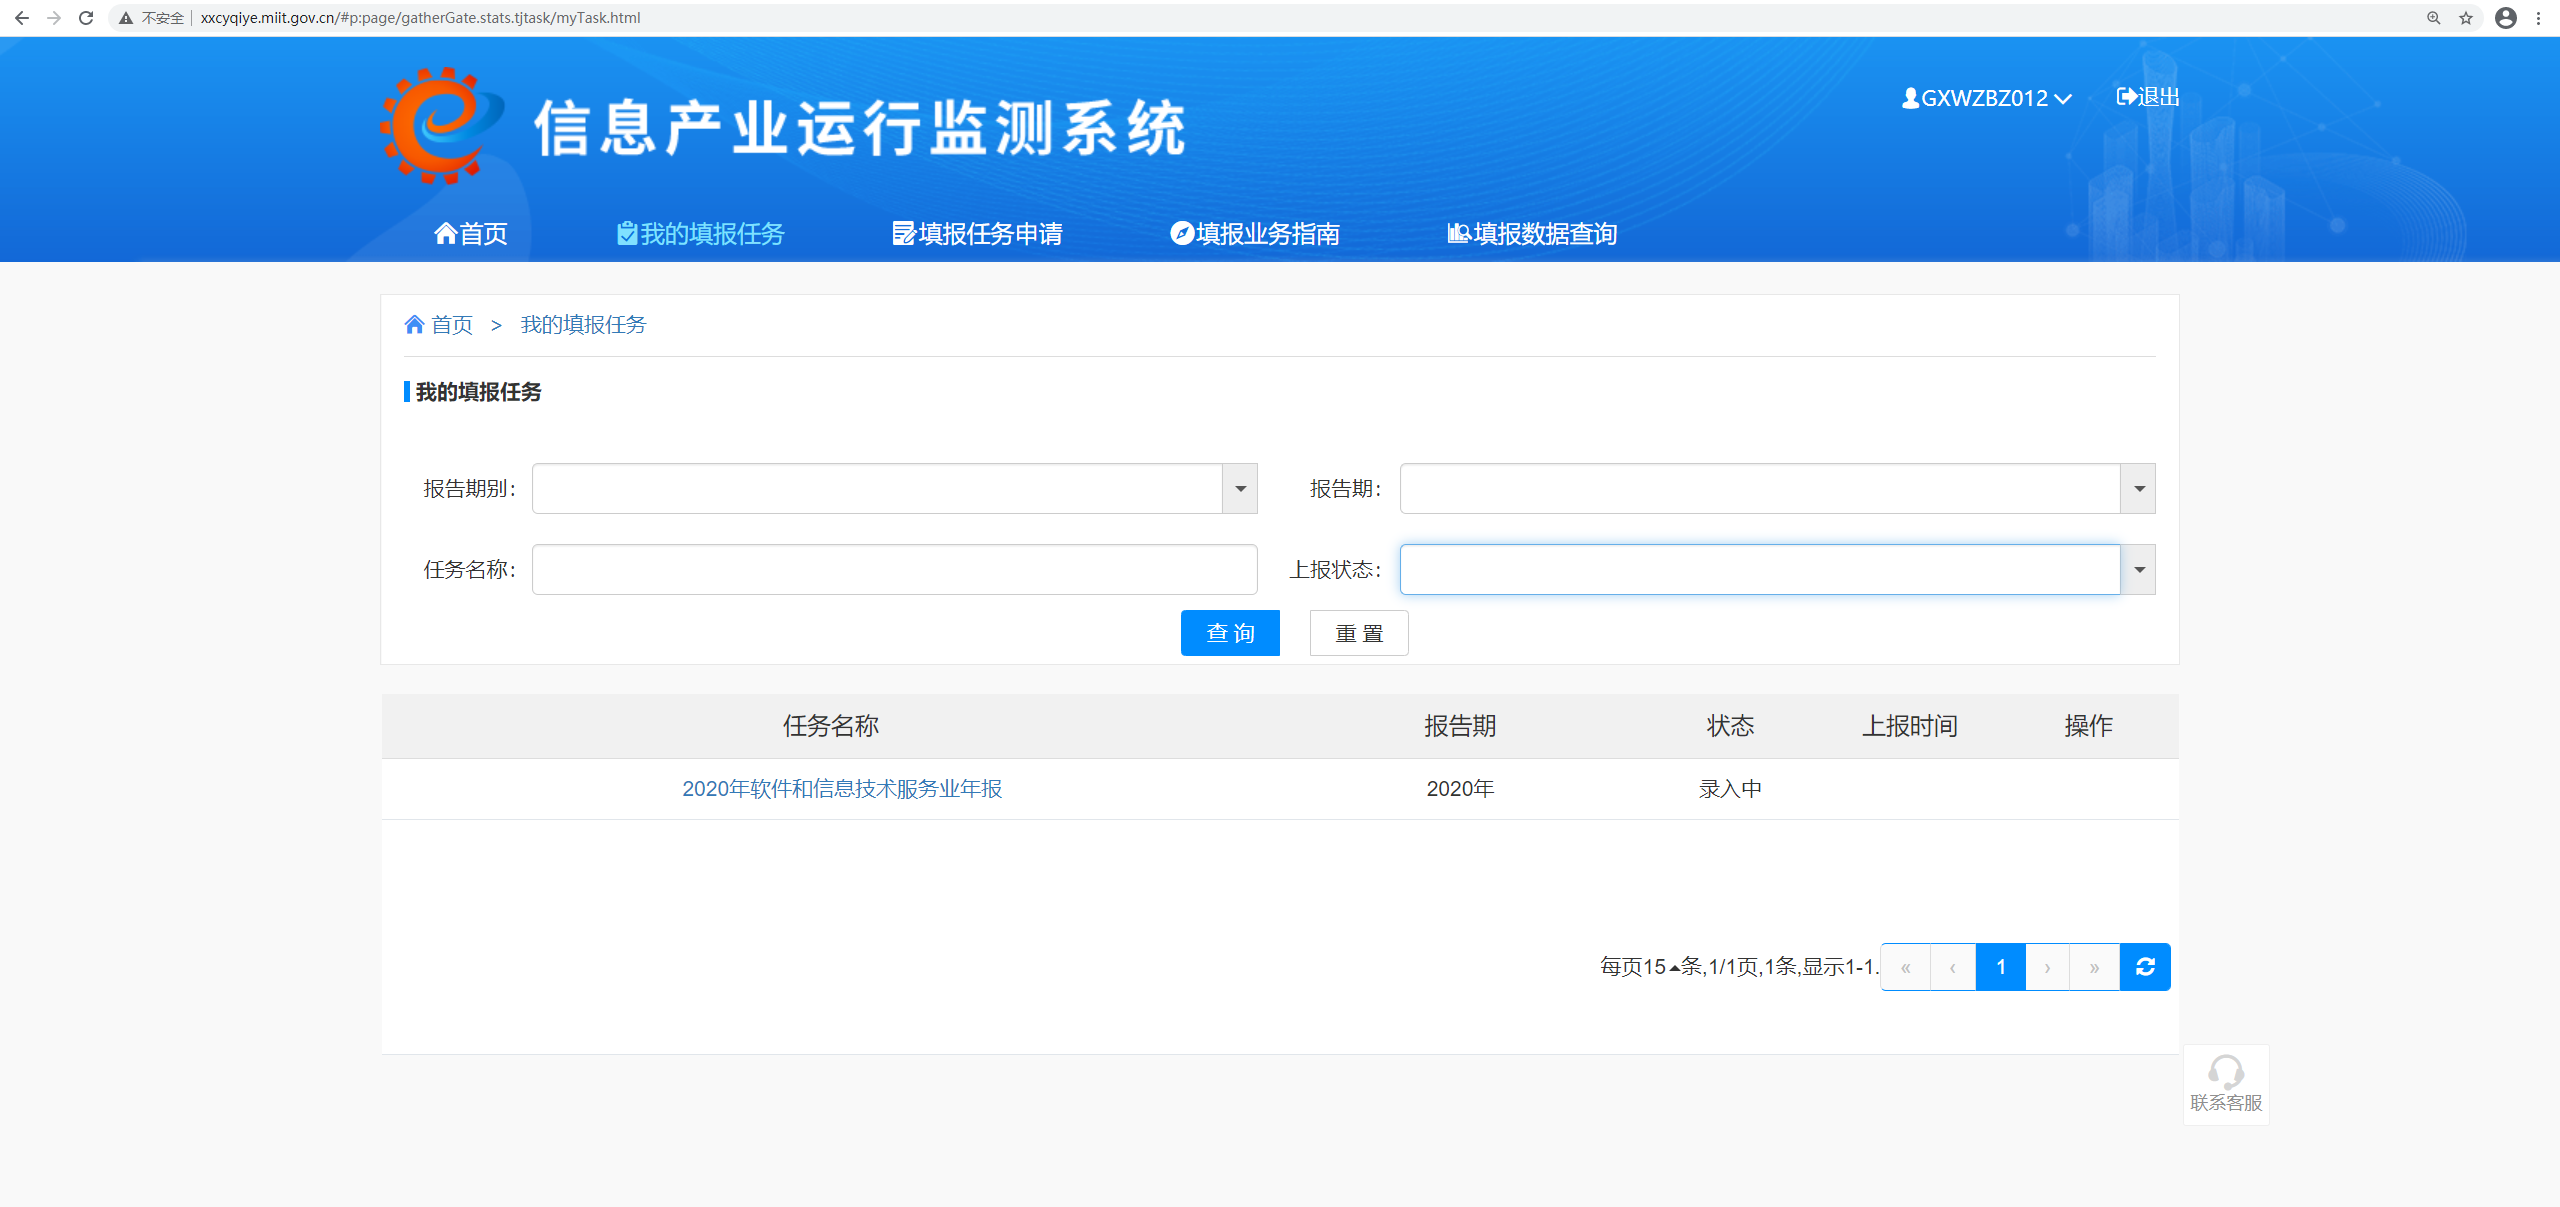 不安全 xxcyqiye.miit.gov.cn/#p:page/gatherGate.stats.tjtask/myTask.html
信息产业运行监测系统
GXWZBZ012 退出
首页 我的填报任务 填报任务申请 填报业务指南 填报数据查询
首页 > 我的填报任务
我的填报任务
报告期别： 报告期：
任务名称： 上报状态：
查 询 重 置
任务名称 报告期 状态 上报时间 操作
2020年软件和信息技术服务业年报 2020年 录入中
每页15条,1/1页,1条,显示1-1. « ‹ 1 › »
联系客服